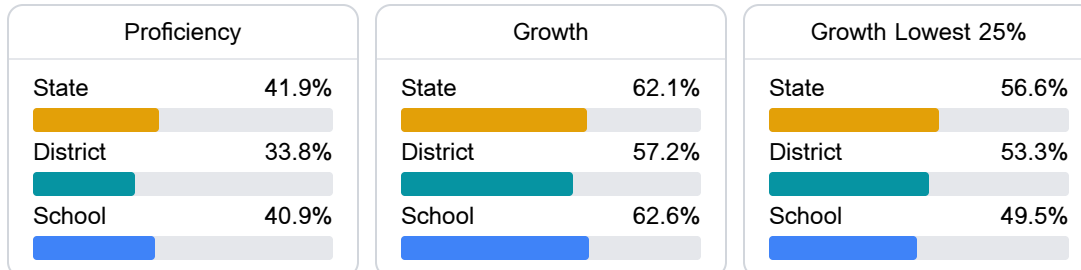 Proficiency
State 41.9%
District 33.8%
School 40.9%
Growth
State 62.1%
District 57.2%
School 62.6%
Growth Lowest 25%
State 56.6%
District 53.3%
School 49.5%